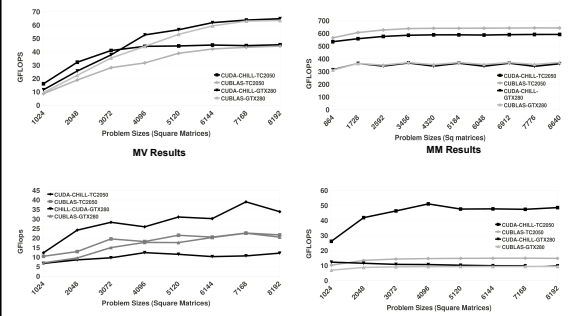 70
60
50
40
30
20
10
0
GFLOPS
CUDA-CHILL-TC2050
CUBLAS-TC2050
CUDA-CHILL-GTX280
CUBLAS-GTX280
1024 2048 3072 4096 5120 6144 7168 8192
Problem Sizes (Square Matrices)
MV Results
700
600
500
400
300
200
100
0
GFLOPS
CUDA-CHILL-TC2050
CUBLAS-TC2050
CUDA-CHILL-
GTX280
CUBLAS-GTX280
864 1728 2592 3456 4320 5184 6048 6912 7776 8640
Problem Sizes (Sq matrices)
MM Results
45
40
35
30
25
20
15
10
5
0
GFlops
CUDA-CHILL-TC2050
CUBLAS-TC2050
CHILL-CUDA-GTX280
CUBLAS-GTX280
1024 2048 3072 4096 5120 6144 7168 8192
Problem Sizes (Square Matrices)
60
50
40
30
20
10
0
GFLOPS
CUDA-CHILL-TC2050
CUBLAS-TC2050
CUDA-CHILL-GTX280
CUBLAS-GTX280
1024 2048 3072 4096 5120 6144 7168 8192
Problem Sizes (Square Matrices)